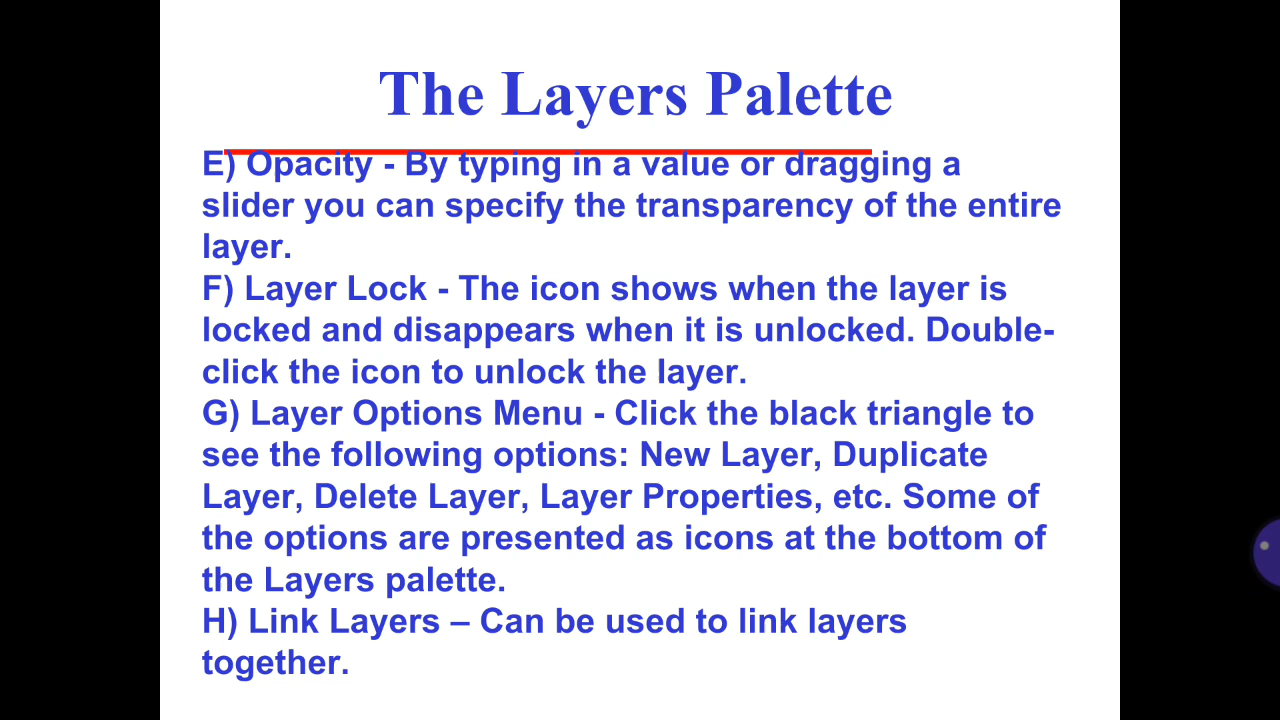 The Layers Palette
E) Opacity - By typing in a value or dragging a
slider you can specify the transparency of the entire
layer.
F) Layer Lock - The icon shows when the layer is
locked and disappears when it is unlocked. Double-
click the icon to unlock the layer.
G) Layer Options Menu - Click the black triangle to
see the following options: New Layer, Duplicate
Layer, Delete Layer, Layer Properties, etc. Some of
the options are presented as icons at the bottom of
the Layers palette.
H) Link Layers – Can be used to link layers
together.